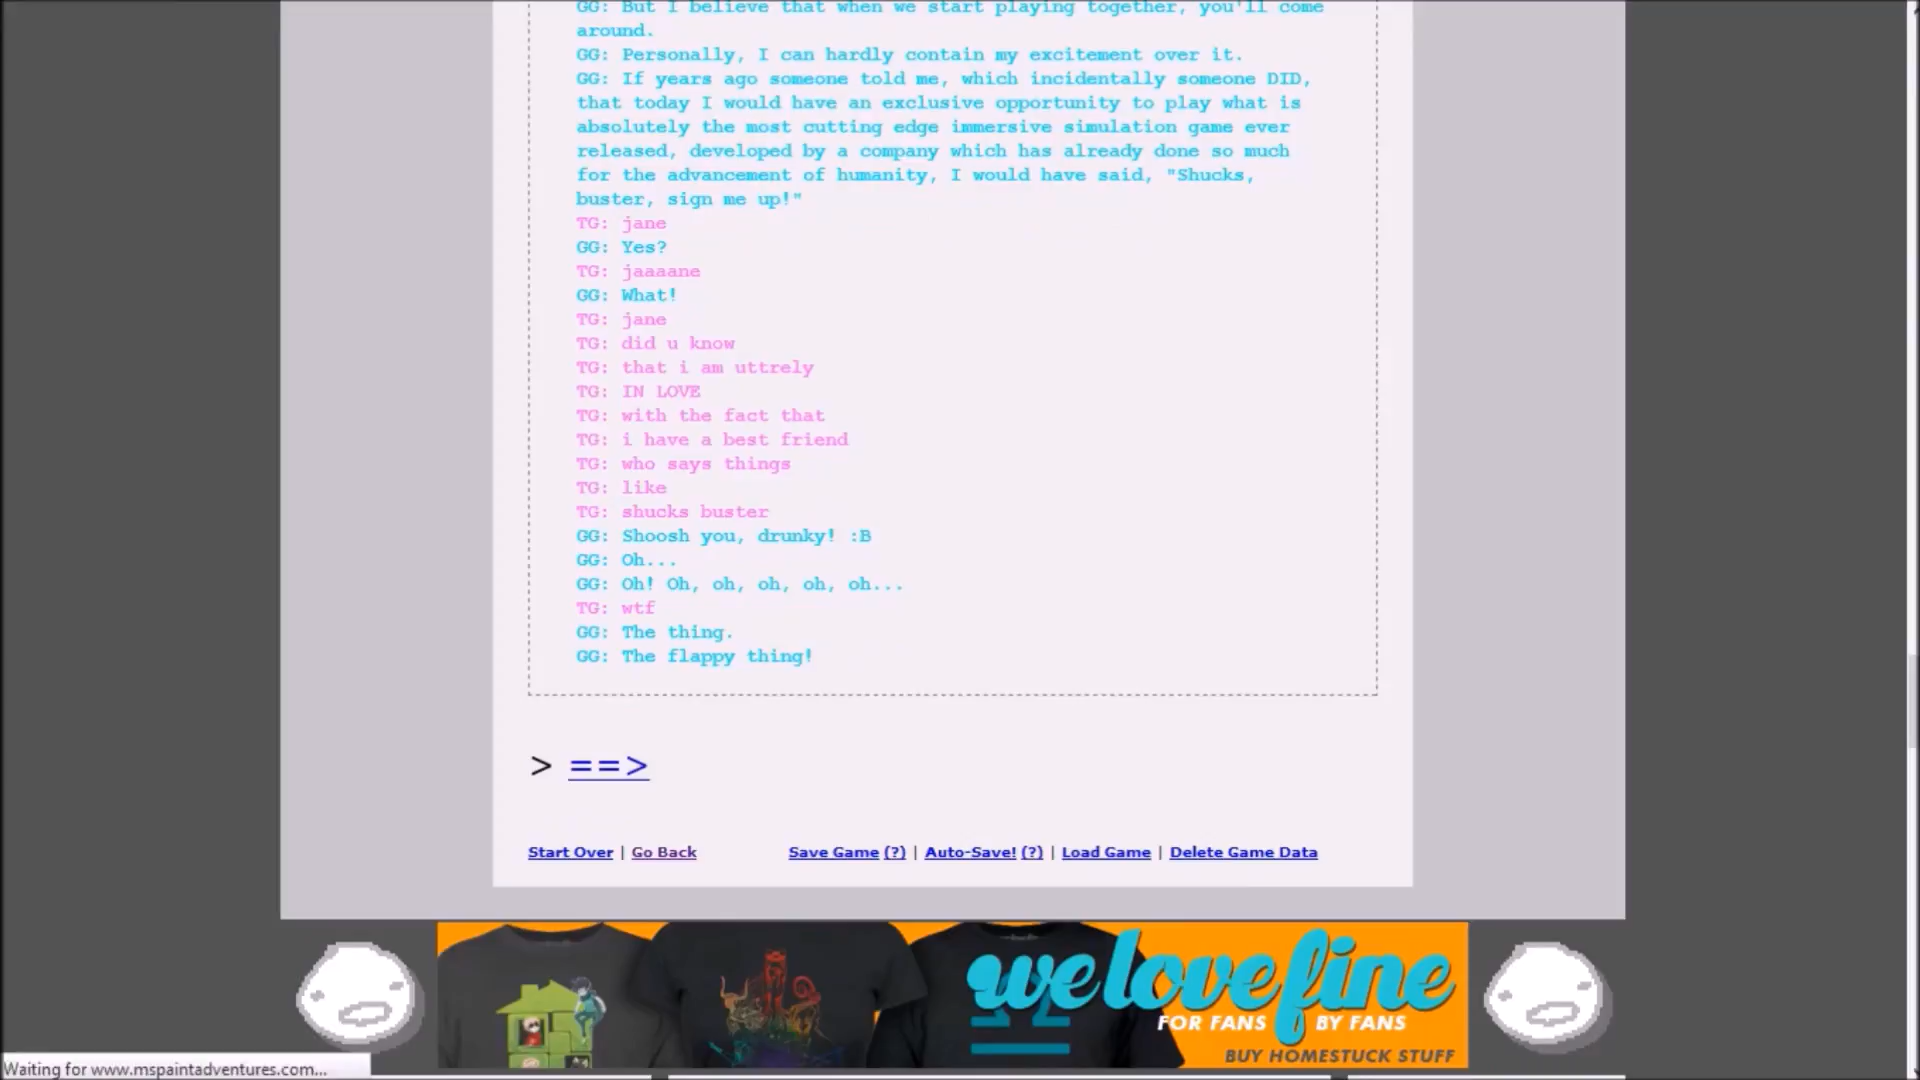 GG: But I believe that when we start playing together, you'll come
around.
GG: Personally, I can hardly contain my excitement over it.
GG: If years ago someone told me, which incidentally someone DID,
that today I would have an exclusive opportunity to play what is
absolutely the most cutting edge immersive simulation game ever
released, developed by a company which has already done so much
for the advancement of humanity, I would have said, "Shucks,
buster, sign me up!"
TG: jane
GG: Yes?
TG: jaaaane
GG: What!
TG: jane
TG: did u know
TG: that i am uttrely
TG: IN LOVE
TG: with the fact that
TG: i have a best friend
TG: who says things
TG: like
TG: shucks buster
GG: Shoosh you, drunky! :B
GG: Oh...
GG: Oh! Oh, oh, oh, oh, oh...
TG: wtf
GG: The thing.
GG: The flappy thing!
> ==>
Start Over | Go Back Save Game (?) | Auto-Save! (?) | Load Game | Delete Game Data
welovefine
FOR FANS BY FANS
BUY HOMESTUCK STUFF
Waiting for www.mspaintadventures.com...